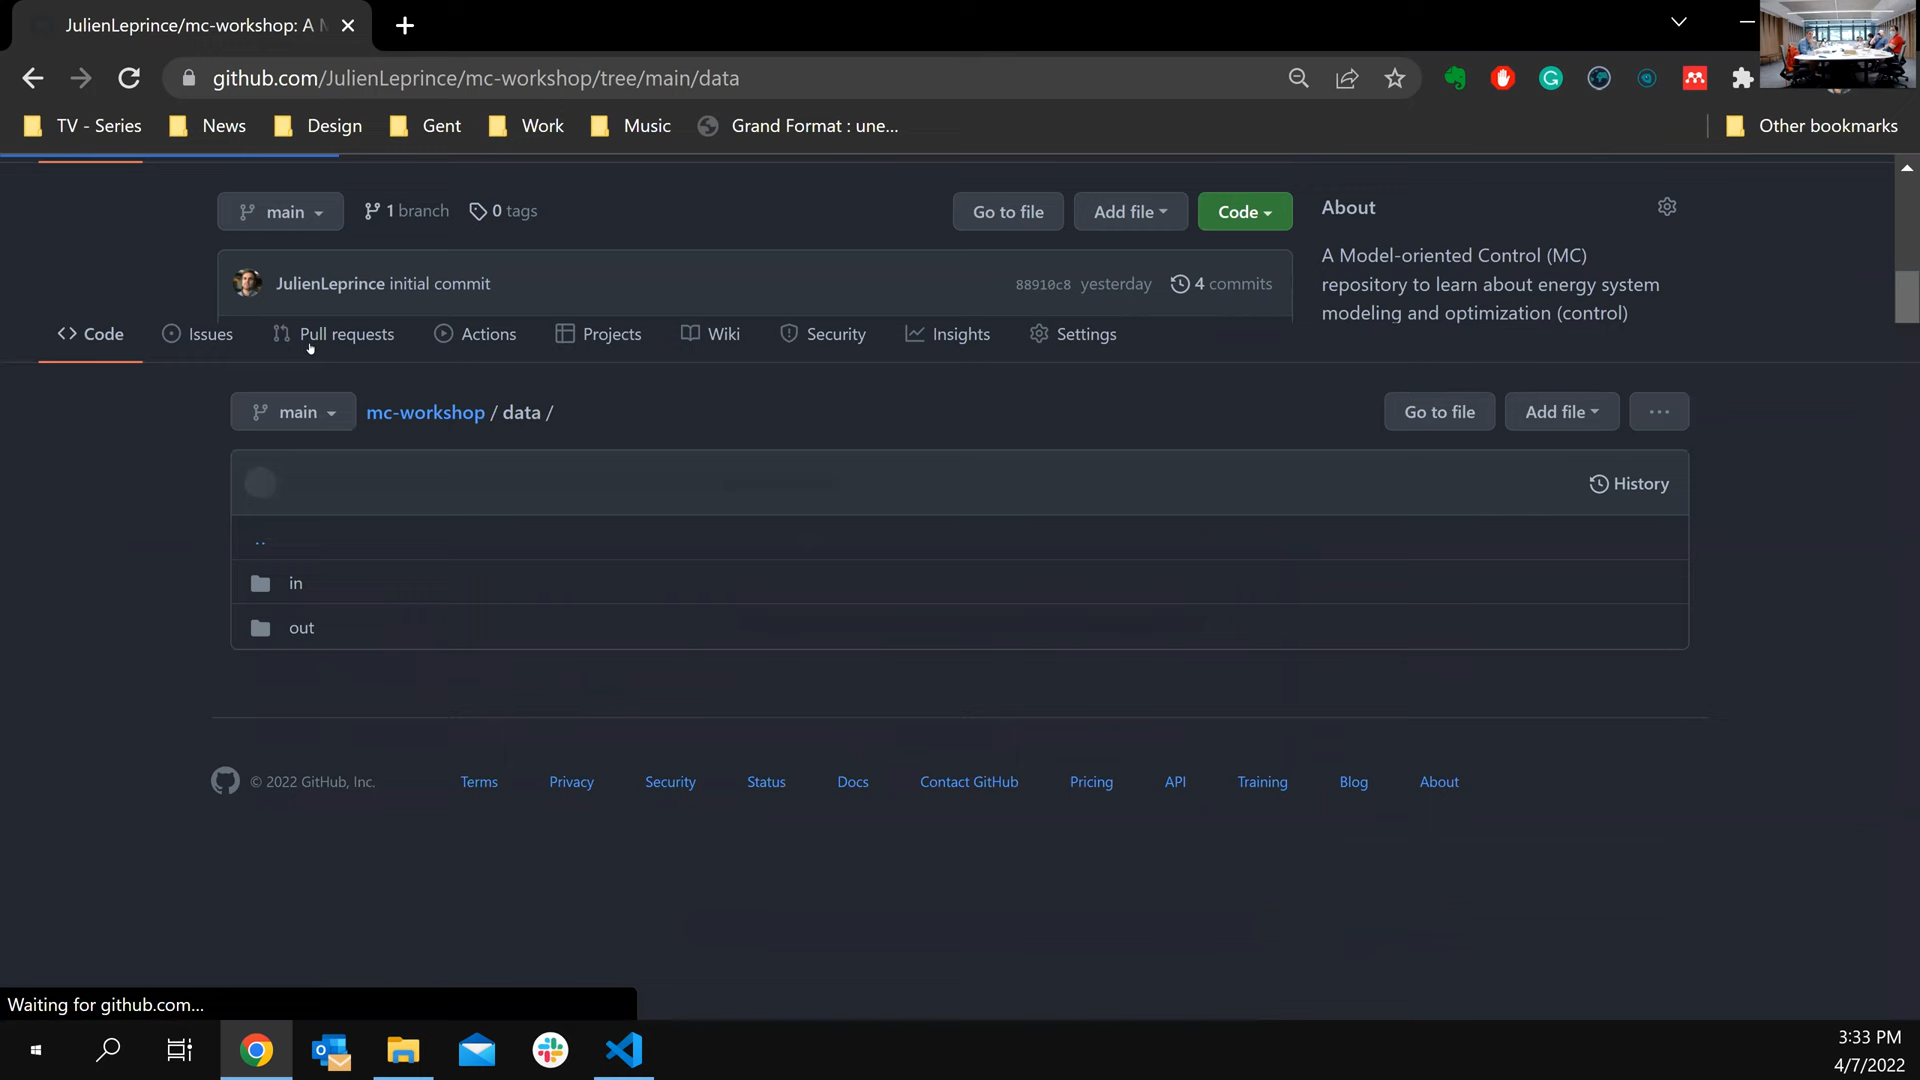 JulienLeprince/mc-workshop: A M
github.com/JulienLeprince/mc-workshop/tree/main/data
TV - Series
News
Design
Gent
Work
Music
Grand Format : une...
Other bookmarks
main
1 branch
0 tags
Go to file
Add file
Code
About
A Model-oriented Control (MC)
repository to learn about energy system
modeling and optimization (control)
JulienLeprince initial commit
88910c8 yesterday
4 commits
Code
Issues
Pull requests
Actions
Projects
Wiki
Security
Insights
Settings
main
mc-workshop / data /
Go to file
Add file
...
History
..
in
out
© 2022 GitHub, Inc.
Terms
Privacy
Security
Status
Docs
Contact GitHub
Pricing
API
Training
Blog
About
Waiting for github.com...
3:33 PM
4/7/2022